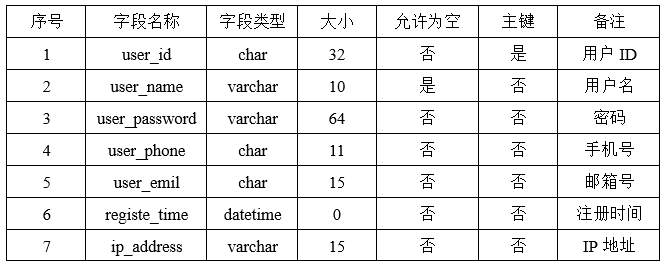 序号 字段名称 字段类型 大小 允许为空 主键 备注
1 user_id char 32 否 是 用户 ID
2 user_name varchar 10 是 否 用户名
3 user_password varchar 64 否 否 密码
4 user_phone char 11 否 否 手机号
5 user_emil char 15 否 否 邮箱号
6 registe_time datetime 0 否 否 注册时间
7 ip_address varchar 15 否 否 IP 地址